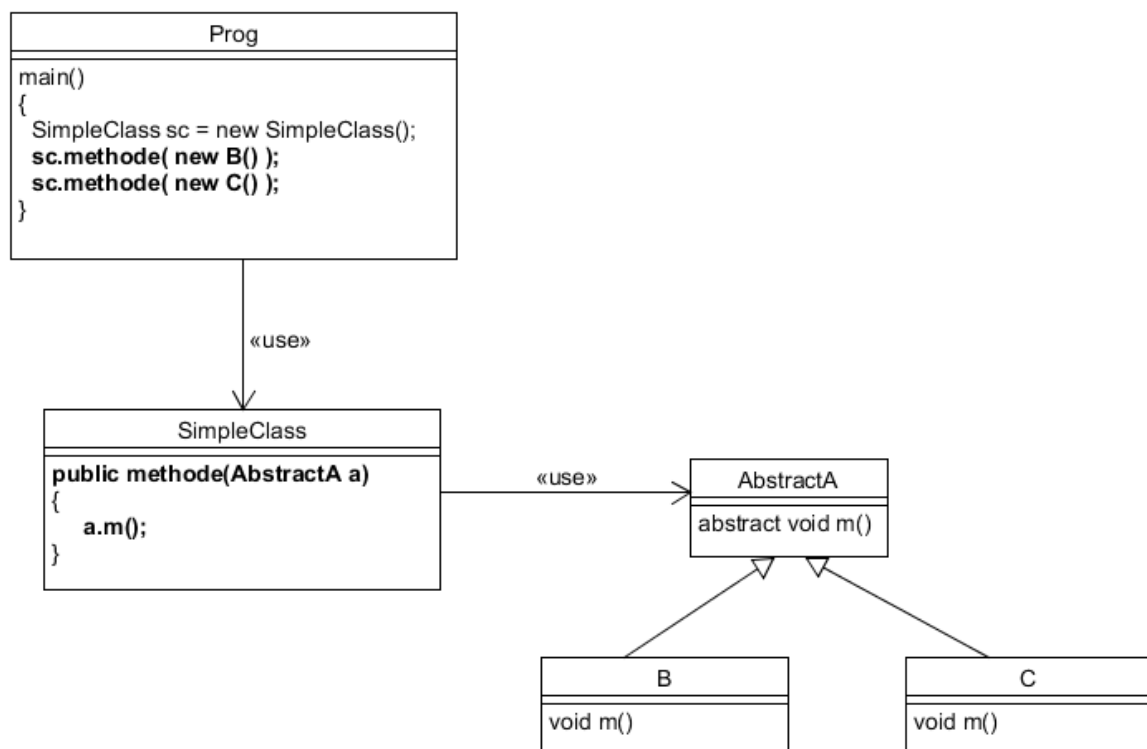 Prog
main()
{
SimpleClass sc = new SimpleClass();
sc.methode( new B() );
sc.methode( new C() );
}
«use»
SimpleClass
public methode(AbstractA a)
{
a.m();
}
«use»
AbstractA
abstract void m()
B
void m()
C
void m()